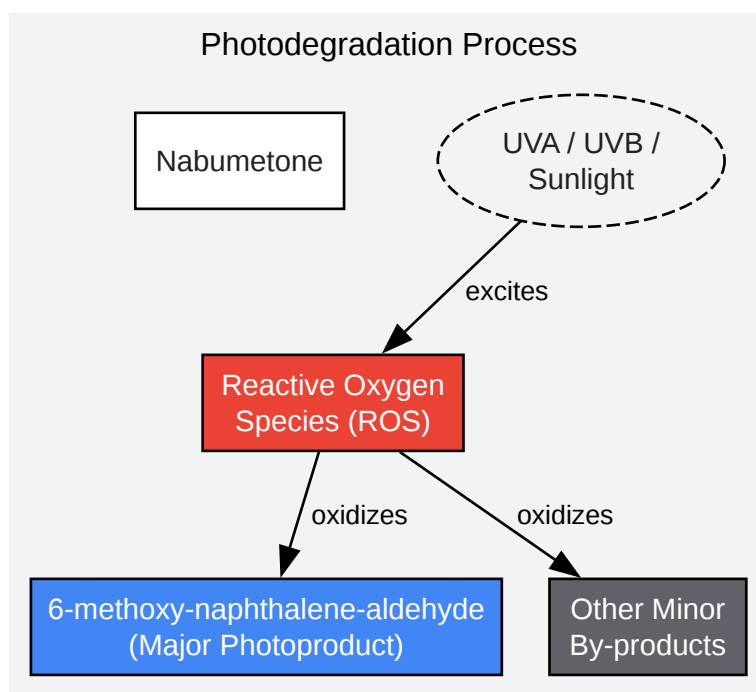 Photodegradation Process
Nabumetone
UVA / UVB /
Sunlight
excites
Reactive Oxygen
Species (ROS)
oxidizes
oxidizes
6-methoxy-naphthalene-aldehyde
(Major Photoproduct)
Other Minor
By-products